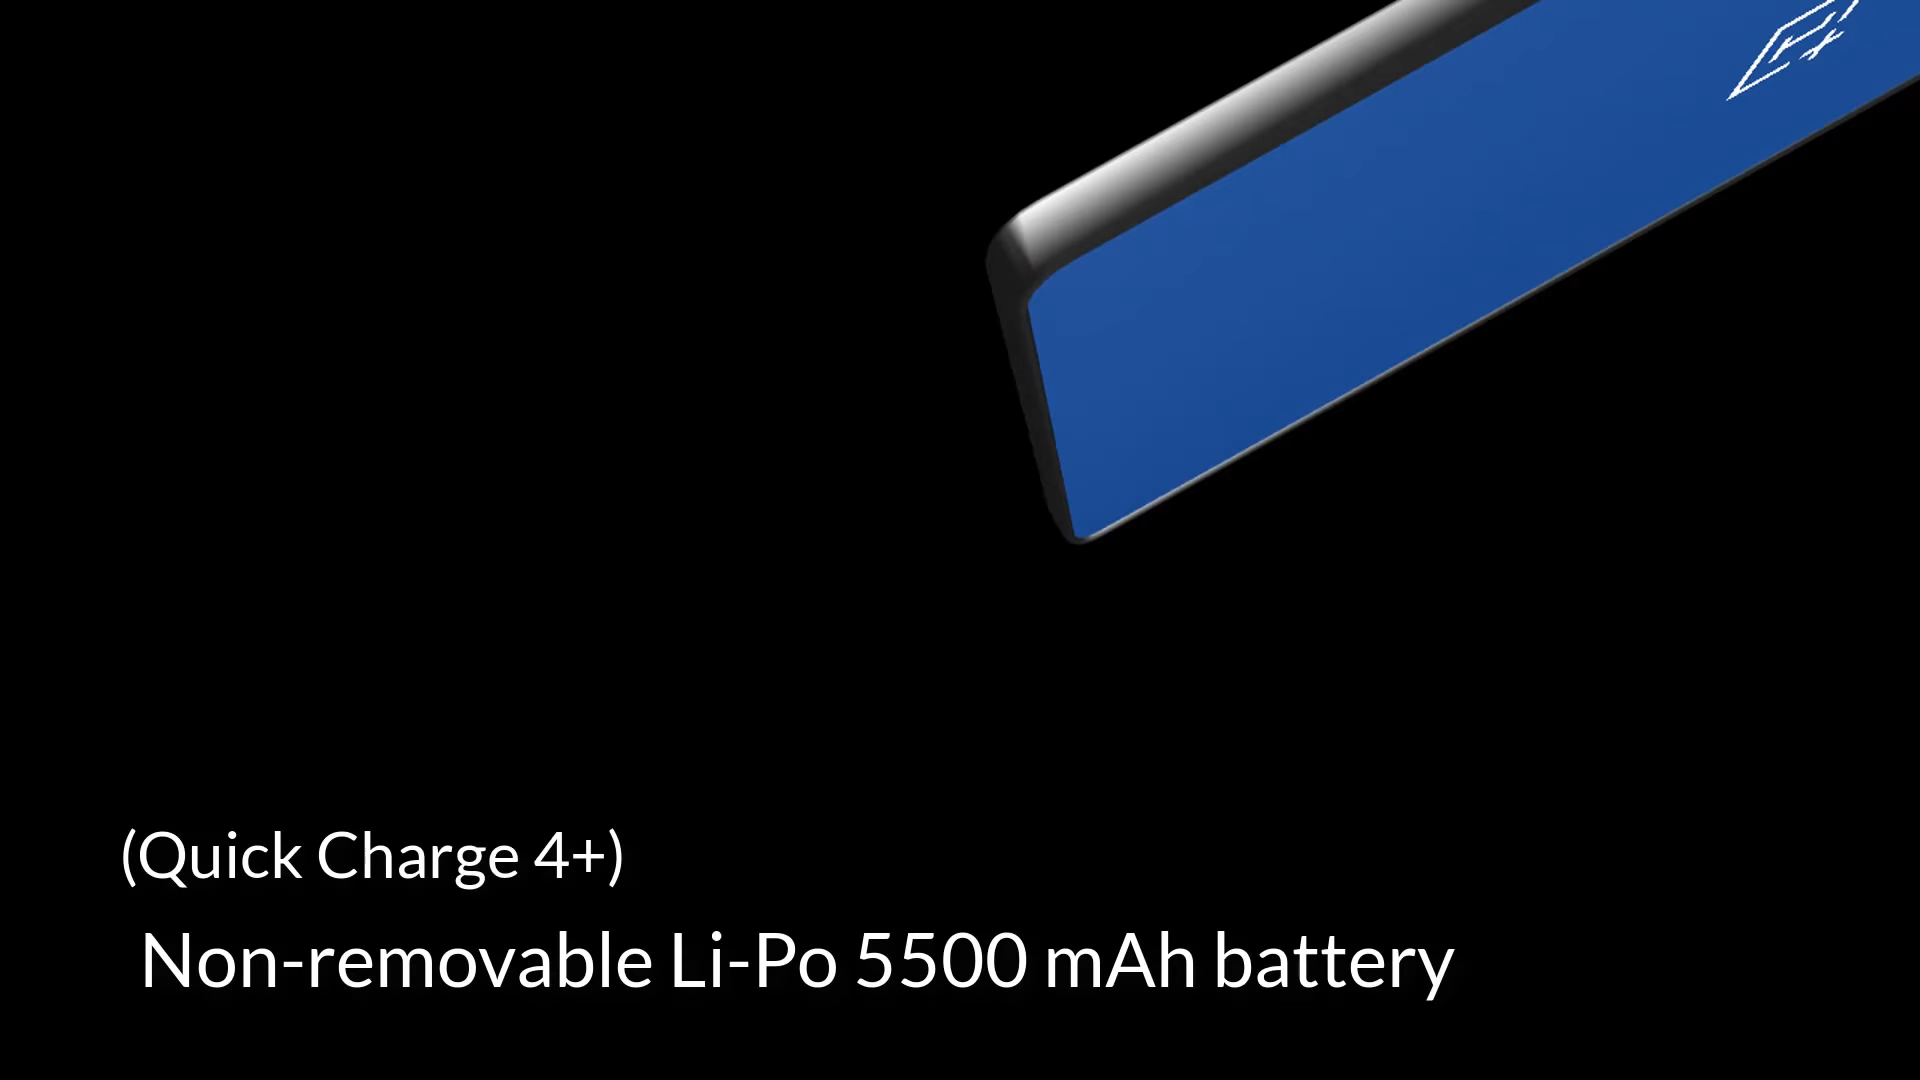 (Quick Charge 4+)
Non-removable Li-Po 5500 mAh battery